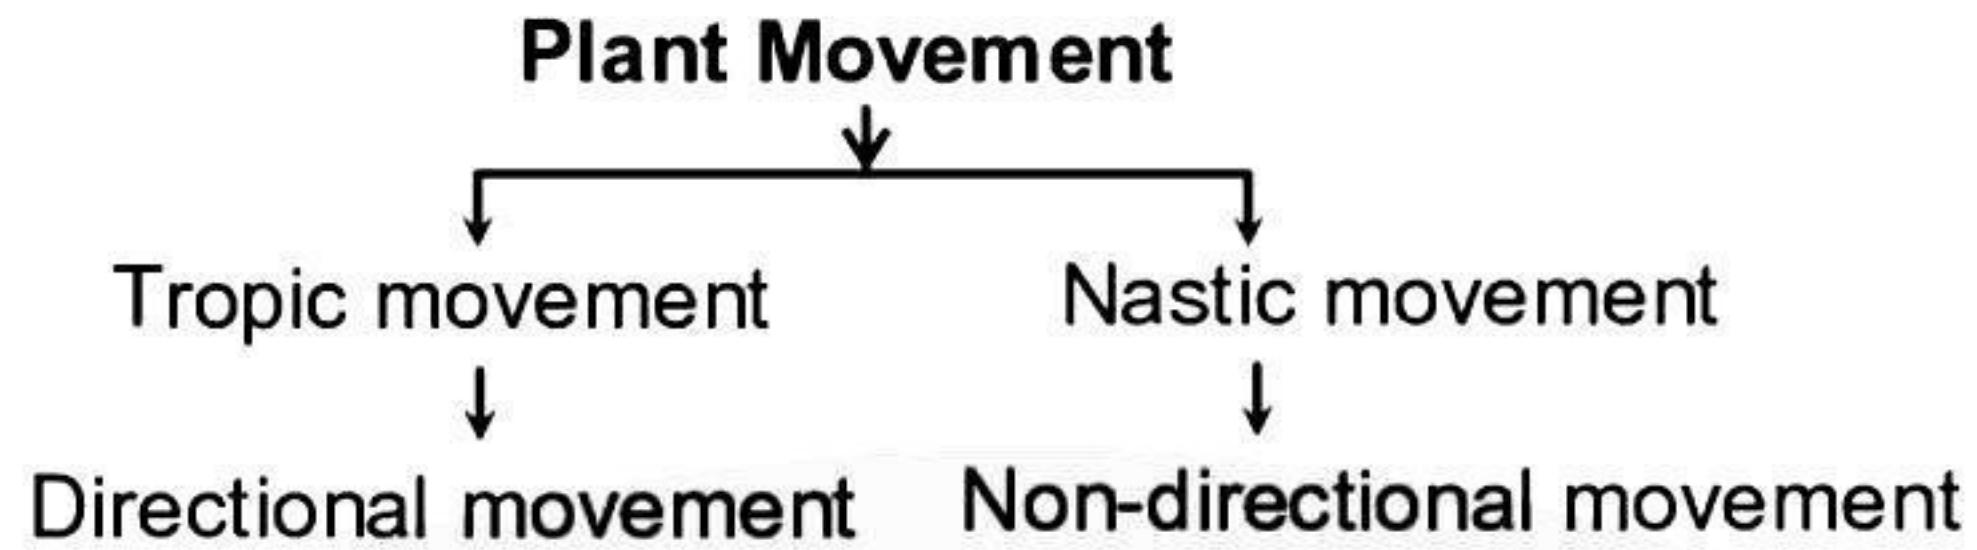 Plant Movement
Tropic movement
Nastic movement
Directional movement
Non-directional movement